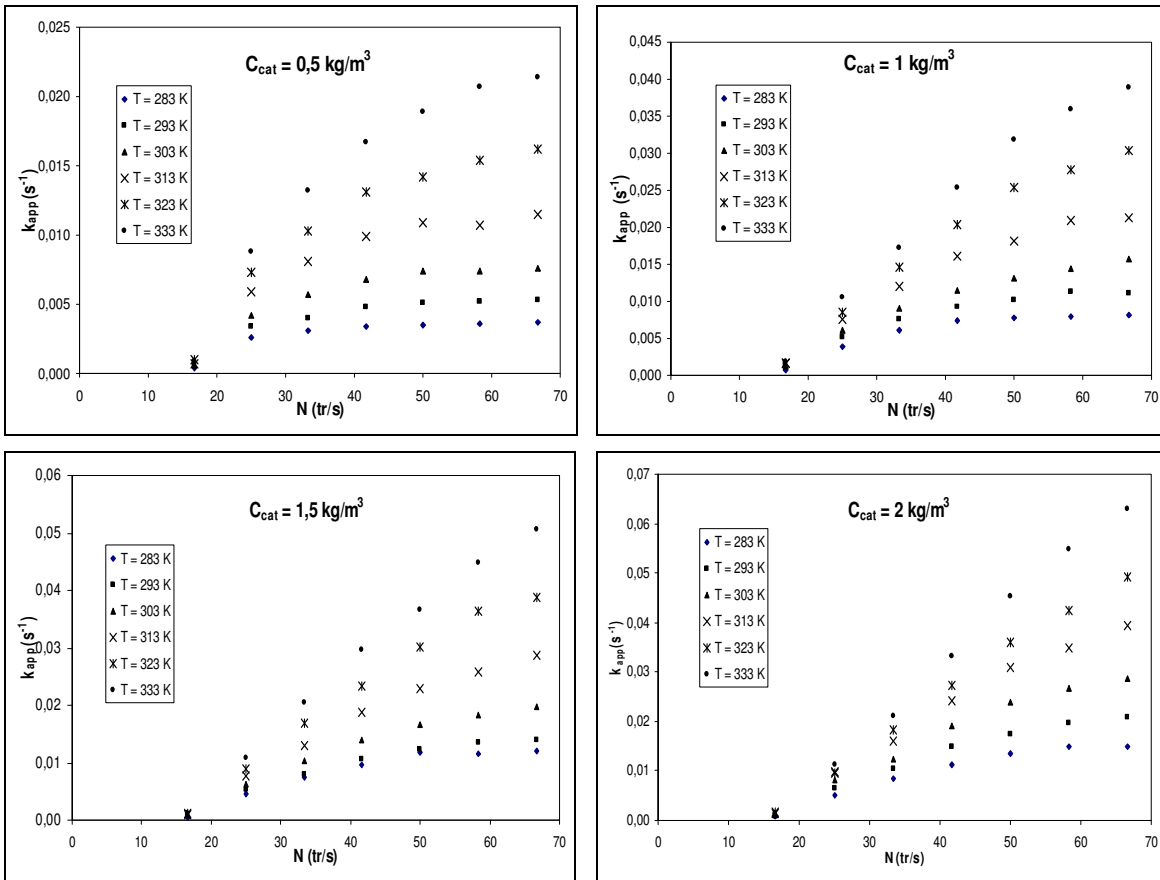 C_cat = 0,5 kg/m³
0,025
0,020
0,015
0,010
0,005
0,000
k_app (s⁻¹)
T = 283 K
T = 293 K
T = 303 K
T = 313 K
T = 323 K
T = 333 K
0 10 20 30 40 50 60 70
N (tr/s)
C_cat = 1 kg/m³
0,045
0,040
0,035
0,030
0,025
0,020
0,015
0,010
0,005
0,000
k_app (s⁻¹)
T = 283 K
T = 293 K
T = 303 K
T = 313 K
T = 323 K
T = 333 K
0 10 20 30 40 50 60 70
N (tr/s)
C_cat = 1,5 kg/m³
0,06
0,05
0,04
0,03
0,02
0,01
0,00
k_app (s⁻¹)
T = 283 K
T = 293 K
T = 303 K
T = 313 K
T = 323 K
T = 333 K
0 10 20 30 40 50 60 70
N (tr/s)
C_cat = 2 kg/m³
0,07
0,06
0,05
0,04
0,03
0,02
0,01
0,00
k_app (s⁻¹)
T = 283 K
T = 293 K
T = 303 K
T = 313 K
T = 323 K
T = 333 K
0 10 20 30 40 50 60 70
N (tr/s)